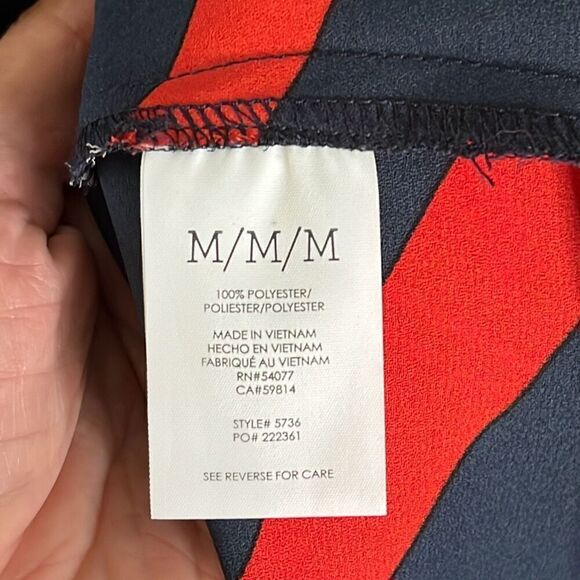 M/M/M
100% POLYESTER/
POLIESTER/POLYESTER
MADE IN VIETNAM
HECHO EN VIETNAM
FABRIQUÉ AU VIETNAM
RN#54077
CA#59814
STYLE# 5736
PO# 222361
SEE REVERSE FOR CARE